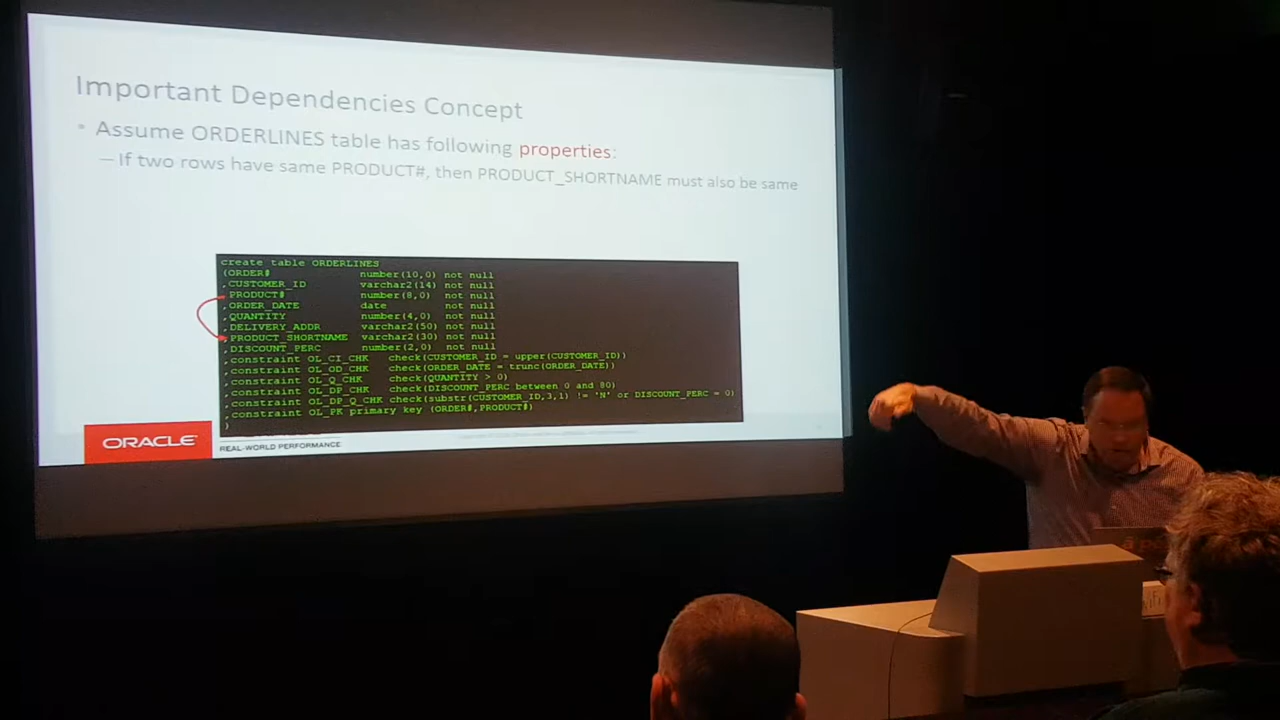 Important Dependencies Concept
• Assume ORDERLINES table has following properties:
– If two rows have same PRODUCT#, then PRODUCT_SHORTNAME must also be same
create table ORDERLINES
(ORDER# number(10,0) not null
,CUSTOMER_ID varchar2(14) not null
,PRODUCT# number(8,0) not null
,ORDER_DATE date not null
,QUANTITY number(4,0) not null
,DELIVERY_ADDR varchar2(50) not null
,PRODUCT_SHORTNAME varchar2(30) not null
,DISCOUNT_PERC number(2,0) not null
,constraint OL_CI_CHK check(CUSTOMER_ID = upper(CUSTOMER_ID))
,constraint OL_OD_CHK check(ORDER_DATE = trunc(ORDER_DATE))
,constraint OL_Q_CHK check(QUANTITY > 0)
,constraint OL_DP_CHK check(DISCOUNT_PERC between 0 and 80)
,constraint OL_DP_Q_CHK check(substr(CUSTOMER_ID,3,1) != 'N' or DISCOUNT_PERC = 0)
,constraint OL_PK primary key (ORDER#,PRODUCT#)
)
ORACLE
REAL-WORLD PERFORMANCE